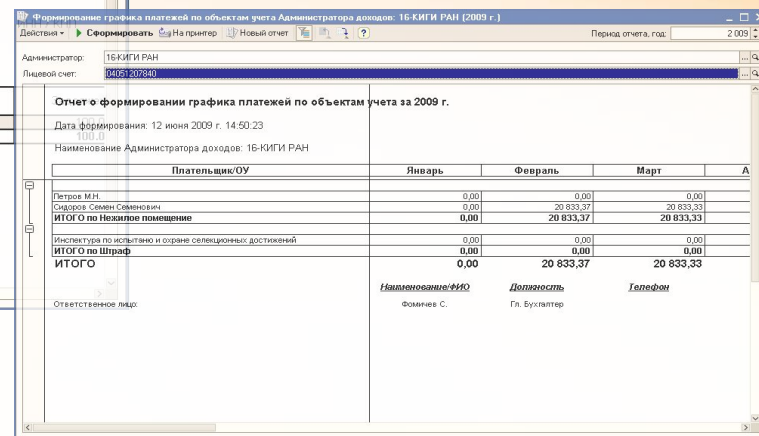 Формирование графика платежей по объектам учета Администратора доходов: 16-КИГИ РАН (2009 г.)
Действия Сформировать На принтер Новый отчет ? Период отчета, год: 2 009
Администратор: 16-КИГИ РАН ...
Лицевой счет: 04051207840 ...
Отчет о формировании графика платежей по объектам учета за 2009 г.
100.0
Дата формирования: 12 июня 2009 г. 14:50:23
100.0
Наименование Администратора доходов: 16-КИГИ РАН
Плательщик/ОУ Январь Февраль Март А
Петров М.Н. 0,00 0,00 0,00
Сидоров Семен Семенович 0,00 20 833,37 20 833,33
ИТОГО по Нежилое помещение 0,00 20 833,37 20 833,33
Инспектура по испытано и охране селекционных достижений 0,00 0,00 0,00
ИТОГО по Штраф 0,00 0,00 0,00
ИТОГО 0,00 20 833,37 20 833,33
Наименование/ФИО Должность Телефон
Ответственное лицо: Фомичев С. Гл. Бухгалтер